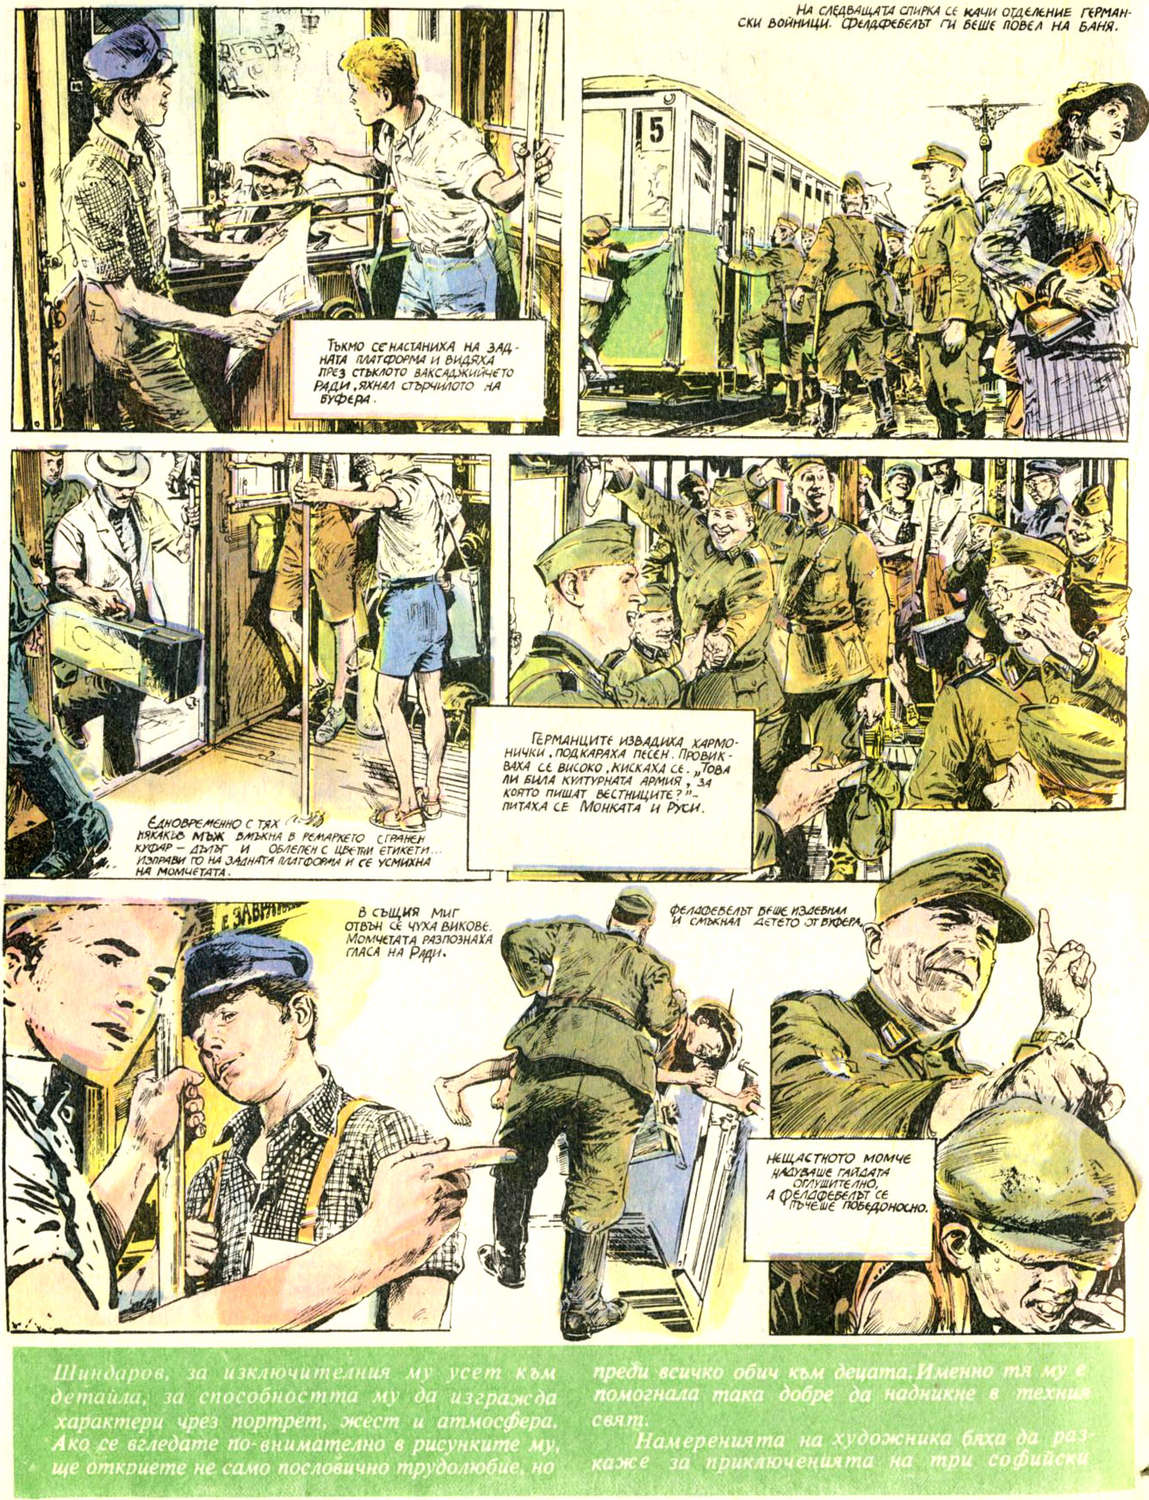 ТЪКМО СЕ НАСТАНИХА НА ЗАД-
НАТА ПЛАТФОРМА И ВИДЯХА
ПРЕЗ СТЪКЛОТО ВАКСАДЖИЙЧЕТО
РАДИ, ЯХНАЛ СТЪРЧИЛОТО НА
БУФЕРА.
НА СЛЕДВАЩАТА СПИРКА СЕ КАЧИ ОТДЕЛЕНИЕ ГЕРМАН-
СКИ ВОЙНИЦИ. ФЕЛДФЕБЕЛЪТ ГИ БЕШЕ ПОВЕЛ НА БАНЯ.
5
ЕДНОВРЕМЕННО С ТЯХ
НЯКАКЪВ МЪЖ ВМЪКНА В РЕМАРКЕТО СТРАНЕН
КУФАР – ДЪЛЪГ И ОБЛЕПЕН С ЦВЕТНИ ЕТИКЕТИ...
ИЗПРАВИ ГО НА ЗАДНАТА ПЛАТФОРМА И СЕ УСМИХНА
НА МОМЧЕТАТА.
ГЕРМАНЦИТЕ ИЗВАДИХА ХАРМО-
НИЧКИ, ПОДКАРАХА ПЕСЕН. ПРОВИК-
ВАХА СЕ ВИСОКО, КИСКАХА СЕ. „ТОВА
ЛИ БИЛА КУЛТУРНАТА АРМИЯ, ЗА
КОЯТО ПИШАТ ВЕСТНИЦИТЕ?"–
ПИТАХА СЕ МОНКАТА И РУСИ.
В СЪЩИЯ МИГ
ОТВЪН СЕ ЧУХА ВИКОВЕ.
МОМЧЕТАТА РАЗПОЗНАХА
ГЛАСА НА РАДИ.
ФЕЛДФЕБЕЛЪТ БЕШЕ ИЗДЕБНАЛ
И СМЪКНАЛ ДЕТЕТО ОТ БУФЕРА.
НЕЩАСТНОТО МОМЧЕ
НАДУВАШЕ ГАЙДАТА
ОГЛУШИТЕЛНО,
А ФЕЛДФЕБЕЛЪТ СЕ
ПЪЧЕШЕ ПОБЕДОНОСНО.
Шиндаров, за изключителния му усет към
детайла, за способността му да изгражда
характери чрез портрет, жест и атмосфера.
Ако се вгледате по-внимателно в рисунките му,
ще откриете не само пословично трудолюбие, но
преди всичко обич към децата. Именно тя му е
помогнала така добре да надникне в техния
свят.
Намеренията на художника бяха да раз-
каже за приключенията на три софийски